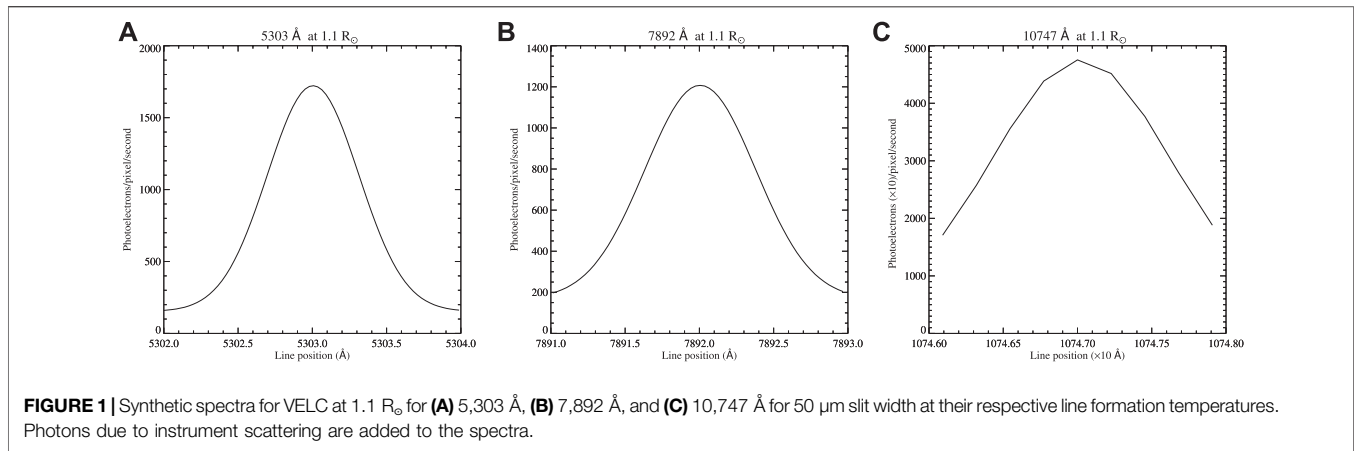 A
5303 Å at 1.1 R☉
2000
1500
1000
500
0
Photoelectrons/pixel/second
5302.0 5302.5 5303.0 5303.5 5304.0
Line position (Å)
B
7892 Å at 1.1 R☉
1400
1200
1000
800
600
400
200
0
Photoelectrons/pixel/second
7891.0 7891.5 7892.0 7892.5 7893.0
Line position (Å)
C
10747 Å at 1.1 R☉
5000
4000
3000
2000
1000
0
Photoelectrons (×10)/pixel/second
1074.60 1074.65 1074.70 1074.75 1074.80
Line position (×10 Å)
FIGURE 1 | Synthetic spectra for VELC at 1.1 R☉ for (A) 5,303 Å, (B) 7,892 Å, and (C) 10,747 Å for 50 μm slit width at their respective line formation temperatures.
Photons due to instrument scattering are added to the spectra.